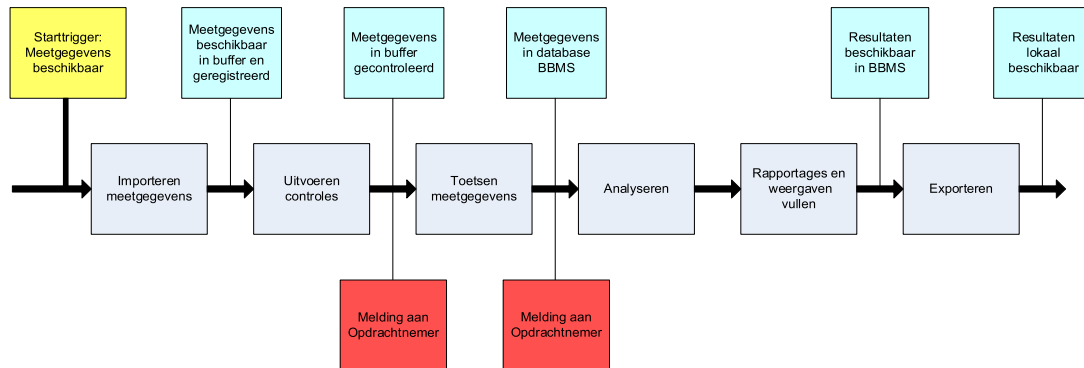 Starttrigger:
Meetgegevens
beschikbaar
Meetgegevens
beschikbaar
in buffer en
geregistreerd
Meetgegevens
in buffer
gecontroleerd
Meetgegevens
in database
BBMS
Resultaten
beschikbaar
in BBMS
Resultaten
lokaal
beschikbaar
Importeren
meetgegevens
Uitvoeren
controles
Toetsen
meetgegevens
Analyseren
Rapportages en
weergaven
vullen
Exporteren
Melding aan
Opdrachtnemer
Melding aan
Opdrachtnemer